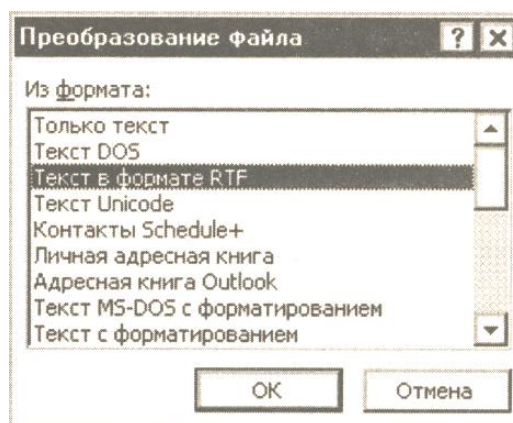 Преобразование файла
Из формата:
Только текст
Текст DOS
Текст в формате RTF
Текст Unicode
Контакты Schedule+
Личная адресная книга
Адресная книга Outlook
Текст MS-DOS с форматированием
Текст с форматированием
ОК
Отмена